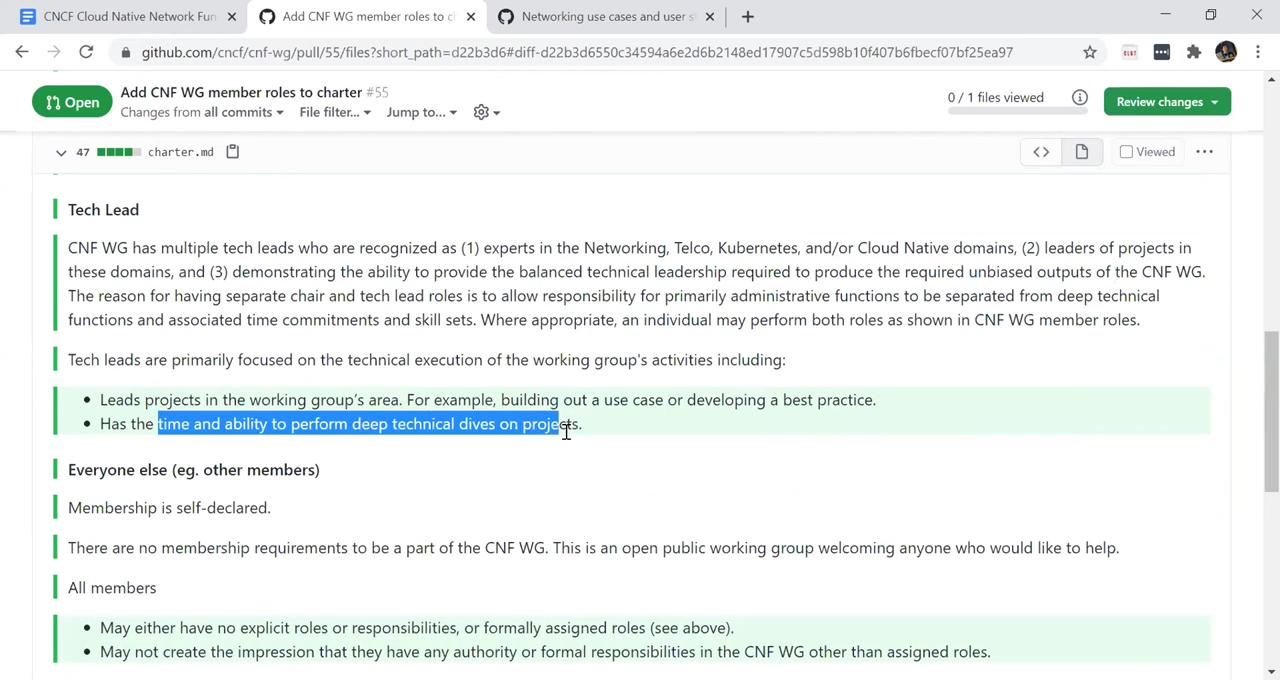 CNCF Cloud Native Network Fun
Add CNF WG member roles to c
Networking use cases and user s
github.com/cncf/cnf-wg/pull/55/files?short_path=d22b3d6#diff-d22b3d6550c34594a6e2d6b2148ed17907c5d598b10f407b6fbecf07bf25ea97
Open
Add CNF WG member roles to charter #55
Changes from all commits
File filter...
Jump to...
0 / 1 files viewed
Review changes
47
charter.md
Viewed
Tech Lead
CNF WG has multiple tech leads who are recognized as (1) experts in the Networking, Telco, Kubernetes, and/or Cloud Native domains, (2) leaders of projects in
these domains, and (3) demonstrating the ability to provide the balanced technical leadership required to produce the required unbiased outputs of the CNF WG.
The reason for having separate chair and tech lead roles is to allow responsibility for primarily administrative functions to be separated from deep technical
functions and associated time commitments and skill sets. Where appropriate, an individual may perform both roles as shown in CNF WG member roles.
Tech leads are primarily focused on the technical execution of the working group's activities including:
Leads projects in the working group’s area. For example, building out a use case or developing a best practice.
Has the time and ability to perform deep technical dives on projects.
Everyone else (eg. other members)
Membership is self-declared.
There are no membership requirements to be a part of the CNF WG. This is an open public working group welcoming anyone who would like to help.
All members
May either have no explicit roles or responsibilities, or formally assigned roles (see above).
May not create the impression that they have any authority or formal responsibilities in the CNF WG other than assigned roles.